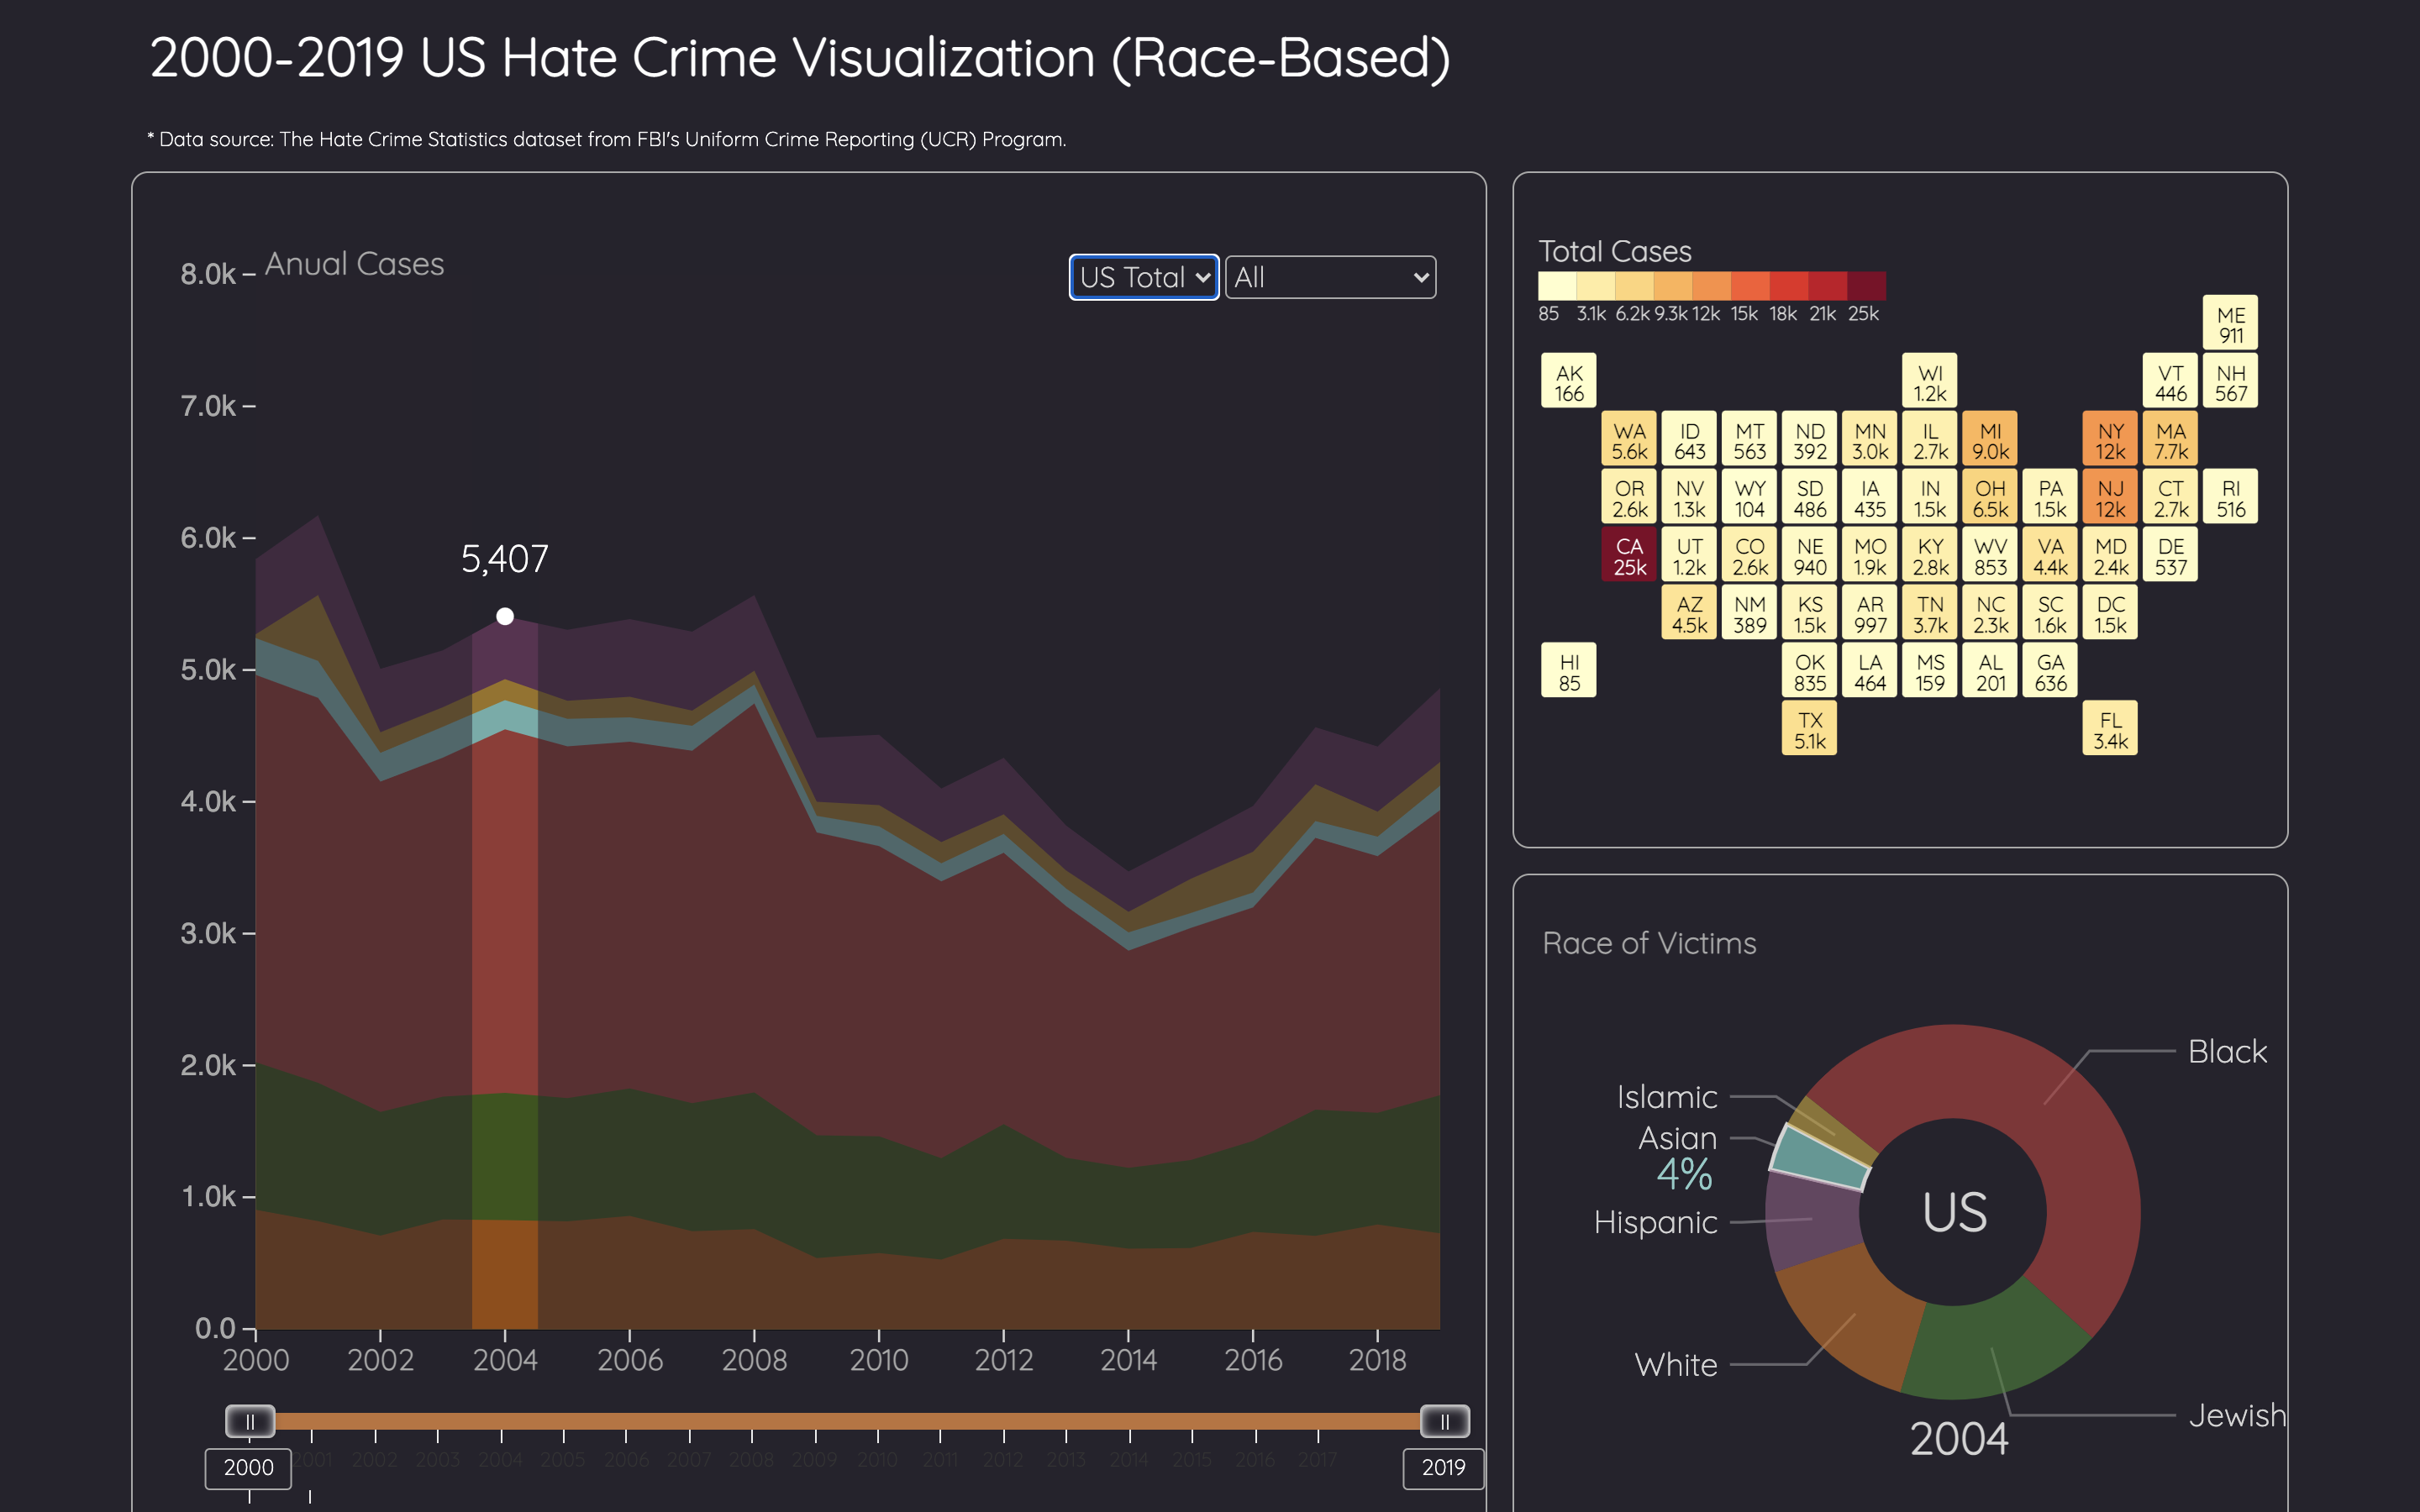 2000-2019 US Hate Crime Visualization (Race-Based)
* Data source: The Hate Crime Statistics dataset from FBI's Uniform Crime Reporting (UCR) Program.
Anual Cases
US Total
All
8.0k
7.0k
6.0k
5.0k
4.0k
3.0k
2.0k
1.0k
0.0
5,407
2000 2002 2004 2006 2008 2010 2012 2014 2016 2018
2001 2002 2003 2004 2005 2006 2007 2008 2009 2010 2011 2012 2013 2014 2015 2016 2017
2000 2019
Total Cases
85 3.1k 6.2k 9.3k 12k 15k 18k 21k 25k
ME
911
AK WI VT NH
166 1.2k 446 567
WA ID MT ND MN IL MI NY MA
5.6k 643 563 392 3.0k 2.7k 9.0k 12k 7.7k
OR NV WY SD IA IN OH PA NJ CT RI
2.6k 1.3k 104 486 435 1.5k 6.5k 1.5k 12k 2.7k 516
CA UT CO NE MO KY WV VA MD DE
25k 1.2k 2.6k 940 1.9k 2.8k 853 4.4k 2.4k 537
AZ NM KS AR TN NC SC DC
4.5k 389 1.5k 997 3.7k 2.3k 1.6k 1.5k
HI OK LA MS AL GA
85 835 464 159 201 636
TX FL
5.1k 3.4k
Race of Victims
Black
Islamic
Asian
4%
Hispanic
US
White
Jewish
2004